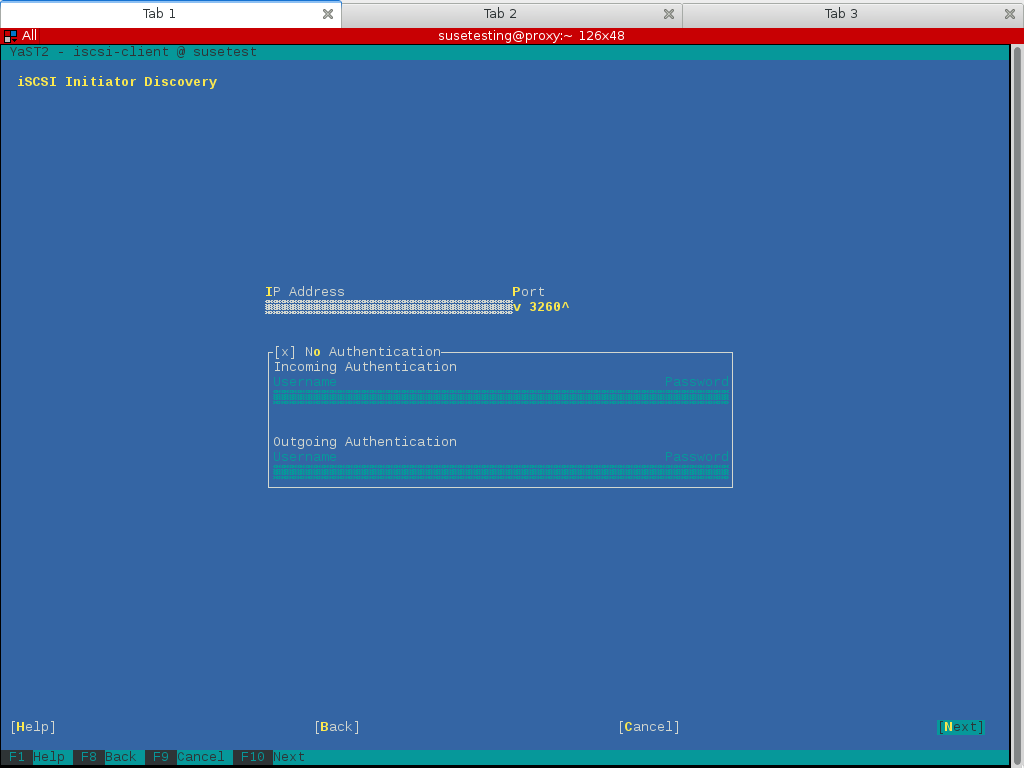 Tab 1 Tab 2 Tab 3
All susetesting@proxy:~ 126x48
YaST2 - iscsi-client @ susetest
iSCSI Initiator Discovery
IP Address Port
v 3260^
[x] No Authentication
Incoming Authentication
Username Password
Outgoing Authentication
Username Password
[Help] [Back] [Cancel] [Next]
F1 Help F8 Back F9 Cancel F10 Next